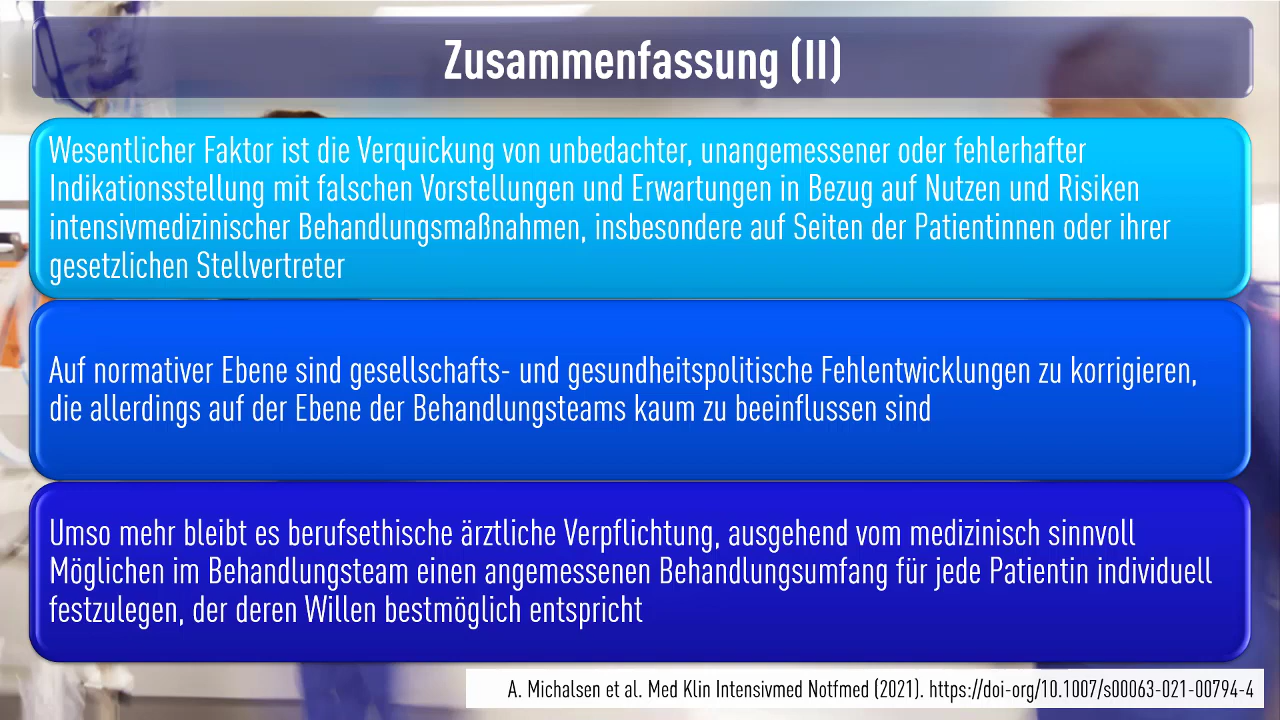 Zusammenfassung (II)
Wesentlicher Faktor ist die Verquickung von unbedachter, unangemessener oder fehlerhafter
Indikationsstellung mit falschen Vorstellungen und Erwartungen in Bezug auf Nutzen und Risiken
intensivmedizinischer Behandlungsmaßnahmen, insbesondere auf Seiten der Patientinnen oder ihrer
gesetzlichen Stellvertreter
Auf normativer Ebene sind gesellschafts- und gesundheitspolitische Fehlentwicklungen zu korrigieren,
die allerdings auf der Ebene der Behandlungsteams kaum zu beeinflussen sind
Umso mehr bleibt es berufsethische ärztliche Verpflichtung, ausgehend vom medizinisch sinnvoll
Möglichen im Behandlungsteam einen angemessenen Behandlungsumfang für jede Patientin individuell
festzulegen, der deren Willen bestmöglich entspricht
A. Michalsen et al. Med Klin Intensivmed Notfmed (2021). https://doi-org/10.1007/s00063-021-00794-4